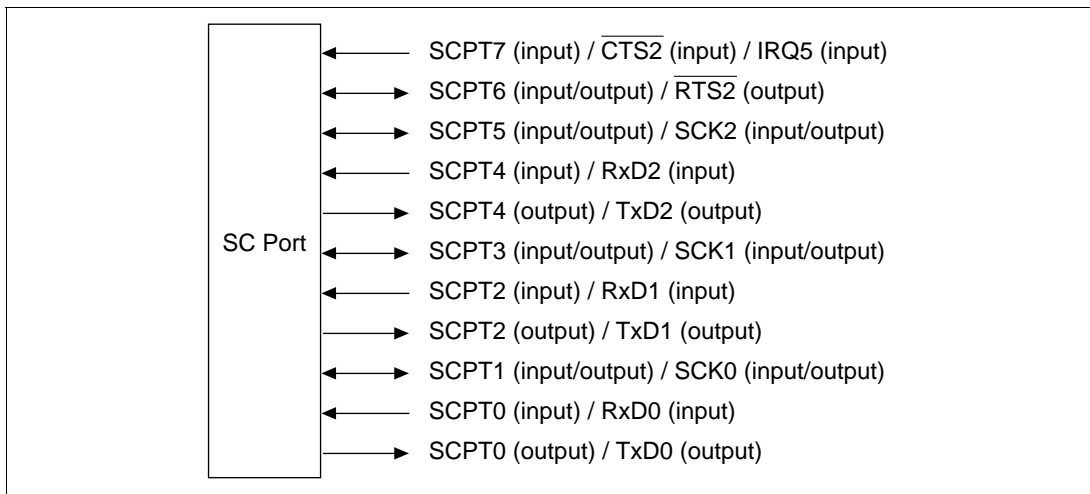 SCPT7 (input) / CTS2 (input) / IRQ5 (input)
SCPT6 (input/output) / RTS2 (output)
SCPT5 (input/output) / SCK2 (input/output)
SCPT4 (input) / RxD2 (input)
SCPT4 (output) / TxD2 (output)
SC Port
SCPT3 (input/output) / SCK1 (input/output)
SCPT2 (input) / RxD1 (input)
SCPT2 (output) / TxD1 (output)
SCPT1 (input/output) / SCK0 (input/output)
SCPT0 (input) / RxD0 (input)
SCPT0 (output) / TxD0 (output)